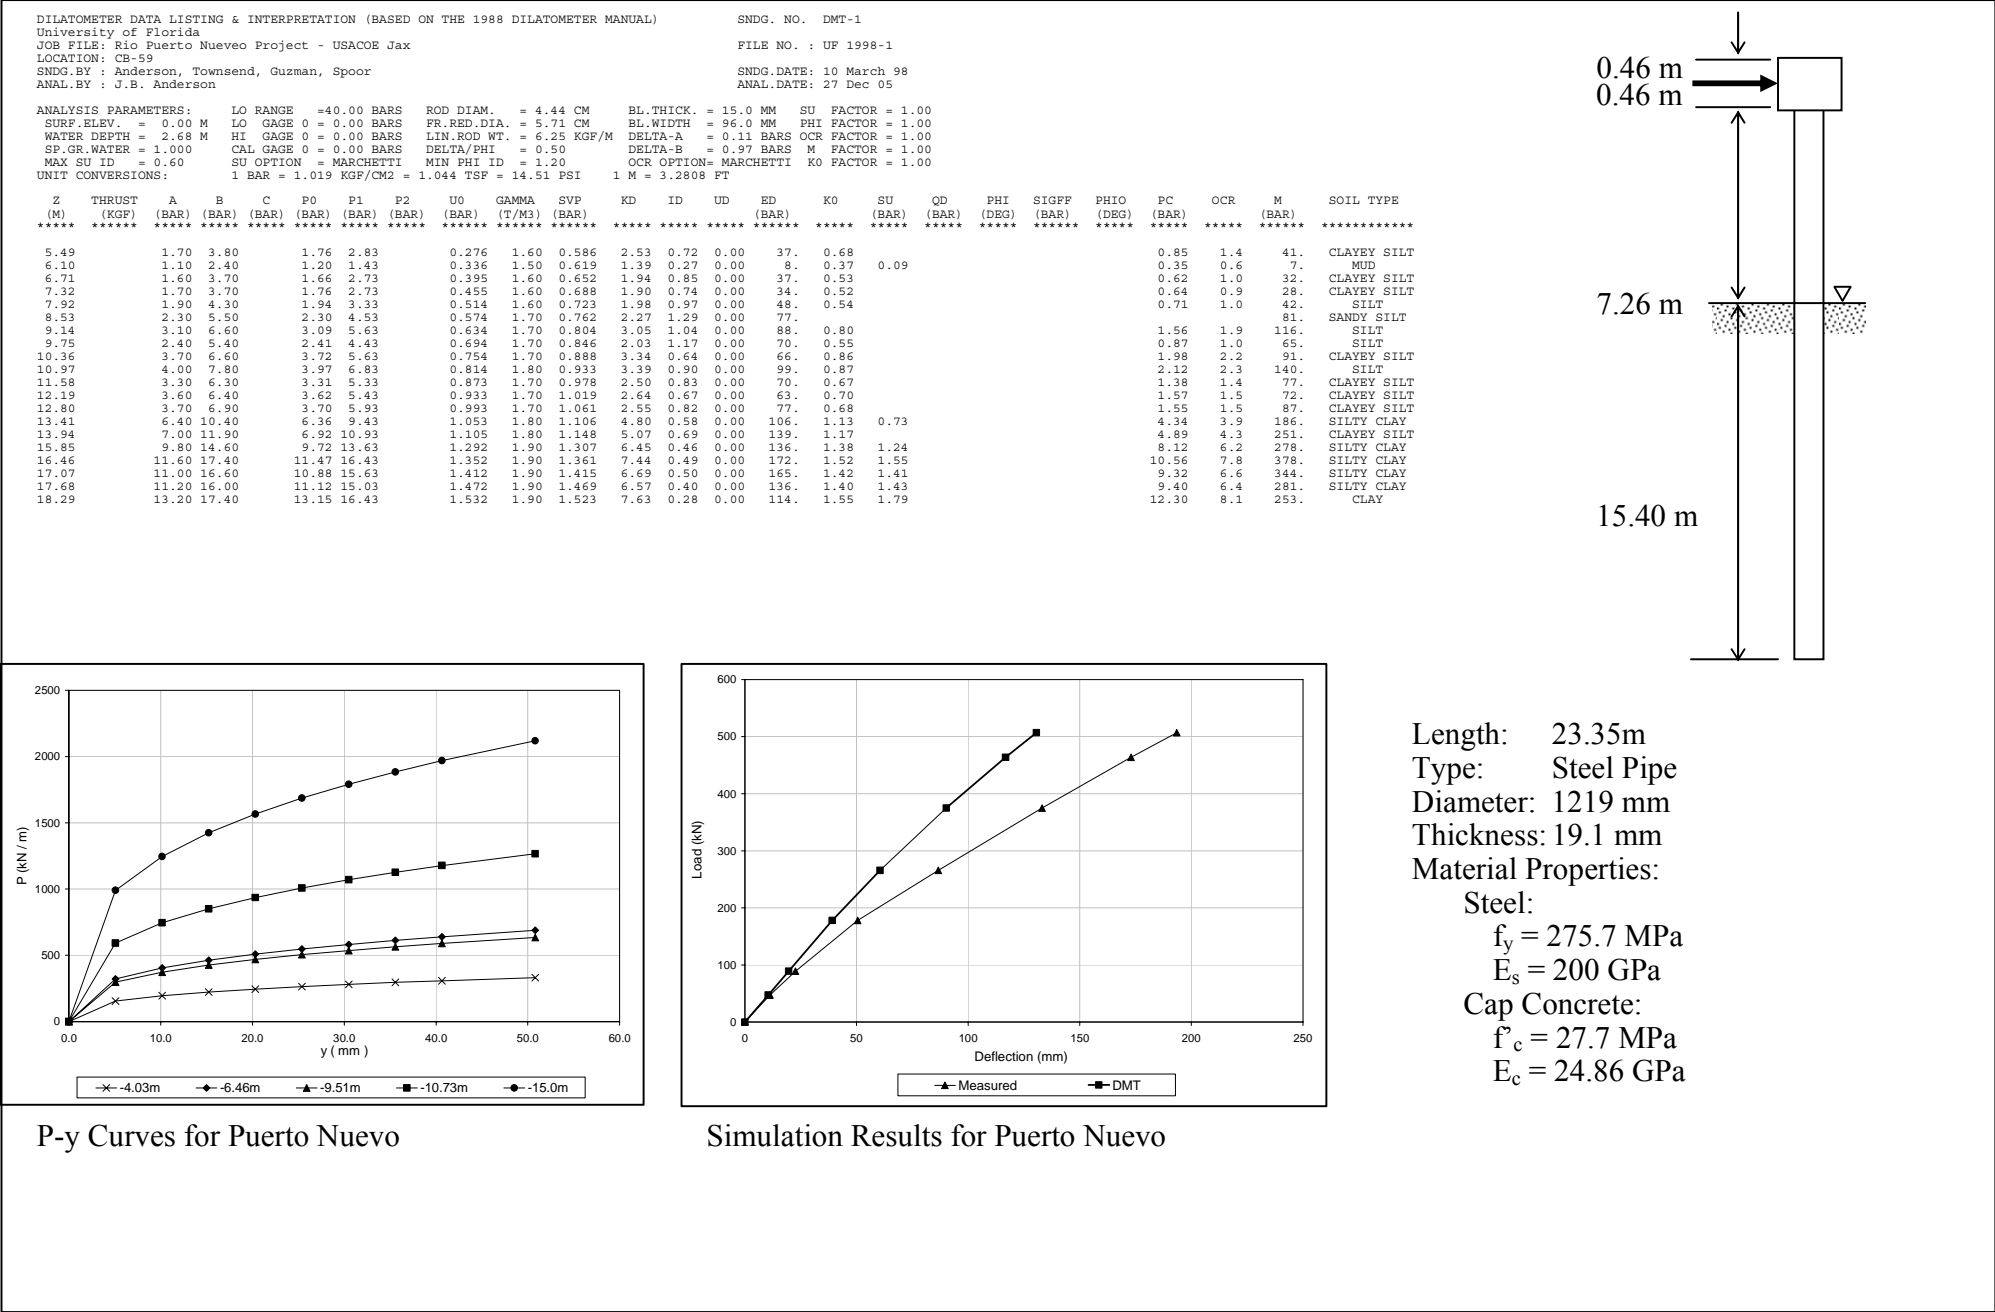 DILATOMETER DATA LISTING & INTERPRETATION (BASED ON THE 1988 DILATOMETER MANUAL) SNDG. NO. DMT-1
University of Florida
JOB FILE: Rio Puerto Nueveo Project - USACOE Jax FILE NO. : UF 1998-1
LOCATION: CB-59
SNDG.BY : Anderson, Townsend, Guzman, Spoor SNDG.DATE: 10 March 98
ANAL.BY : J.B. Anderson ANAL.DATE: 27 Dec 05
ANALYSIS PARAMETERS: LO RANGE =40.00 BARS ROD DIAM. = 4.44 CM BL.THICK. = 15.0 MM SU FACTOR = 1.00
SURF.ELEV. = 0.00 M LO GAGE 0 = 0.00 BARS FR.RED.DIA. = 5.71 CM BL.WIDTH = 96.0 MM PHI FACTOR = 1.00
WATER DEPTH = 2.68 M HI GAGE 0 = 0.00 BARS LIN.ROD WT. = 6.25 KGF/M DELTA-A = 0.11 BARS OCR FACTOR = 1.00
SP.GR.WATER = 1.000 CAL GAGE 0 = 0.00 BARS DELTA/PHI = 0.50 DELTA-B = 0.97 BARS M FACTOR = 1.00
MAX SU ID = 0.60 SU OPTION = MARCHETTI MIN PHI ID = 1.20 OCR OPTION= MARCHETTI K0 FACTOR = 1.00
UNIT CONVERSIONS: 1 BAR = 1.019 KGF/CM2 = 1.044 TSF = 14.51 PSI 1 M = 3.2808 FT
Z THRUST A B C P0 P1 P2 U0 GAMMA SVP KD ID UD ED K0 SU QD PHI SIGFF PHIO PC OCR M SOIL TYPE
(M) (KGF) (BAR) (BAR) (BAR) (BAR) (BAR) (BAR) (BAR) (T/M3) (BAR) (BAR) (BAR) (BAR) (DEG) (BAR) (DEG) (BAR) (BAR)
***** ****** ***** ***** ***** ***** ***** ***** ***** ****** ***** ***** ***** ***** ****** ***** ***** ***** ***** ****** ***** ***** ***** ****** ************
5.49 1.70 3.80 1.76 2.83 0.276 1.60 0.586 2.53 0.72 0.00 37. 0.68 0.85 1.4 41. CLAYEY SILT
6.10 1.10 2.40 1.20 1.43 0.336 1.50 0.619 1.39 0.27 0.00 8. 0.37 0.09 0.35 0.6 7. MUD
6.71 1.60 3.70 1.66 2.73 0.395 1.60 0.652 1.94 0.85 0.00 37. 0.53 0.62 1.0 32. CLAYEY SILT
7.32 1.70 3.70 1.76 2.73 0.455 1.60 0.688 1.90 0.74 0.00 34. 0.52 0.64 0.9 28. CLAYEY SILT
7.92 1.90 4.30 1.94 3.33 0.514 1.60 0.723 1.98 0.97 0.00 48. 0.54 0.71 1.0 42. SILT
8.53 2.30 5.50 2.30 4.53 0.574 1.70 0.762 2.27 1.29 0.00 77. 81. SANDY SILT
9.14 3.10 6.60 3.09 5.63 0.634 1.70 0.804 3.05 1.04 0.00 88. 0.80 1.56 1.9 116. SILT
9.75 2.40 5.40 2.41 4.43 0.694 1.70 0.846 2.03 1.17 0.00 70. 0.55 0.87 1.0 65. SILT
10.36 3.70 6.60 3.72 5.63 0.754 1.70 0.888 3.34 0.64 0.00 66. 0.86 1.98 2.2 91. CLAYEY SILT
10.97 4.00 7.80 3.97 6.83 0.814 1.80 0.933 3.39 0.90 0.00 99. 0.87 2.12 2.3 140. SILT
11.58 3.30 6.30 3.31 5.33 0.873 1.70 0.978 2.50 0.83 0.00 70. 0.67 1.38 1.4 77. CLAYEY SILT
12.19 3.60 6.40 3.62 5.43 0.933 1.70 1.019 2.64 0.67 0.00 63. 0.70 1.57 1.5 72. CLAYEY SILT
12.80 3.70 6.90 3.70 5.93 0.993 1.70 1.061 2.55 0.82 0.00 77. 0.68 1.55 1.5 87. CLAYEY SILT
13.41 6.40 10.40 6.36 9.43 1.053 1.80 1.106 4.80 0.58 0.00 106. 1.13 0.73 4.34 3.9 186. SILTY CLAY
13.94 7.00 11.90 6.92 10.93 1.105 1.80 1.148 5.07 0.69 0.00 139. 1.17 4.89 4.3 251. CLAYEY SILT
15.85 9.80 14.60 9.72 13.63 1.292 1.90 1.307 6.45 0.46 0.00 136. 1.38 1.24 8.12 6.2 278. SILTY CLAY
16.46 11.60 17.40 11.47 16.43 1.352 1.90 1.361 7.44 0.49 0.00 172. 1.52 1.55 10.56 7.8 378. SILTY CLAY
17.07 11.00 16.60 10.88 15.63 1.412 1.90 1.415 6.69 0.50 0.00 165. 1.42 1.41 9.32 6.6 344. SILTY CLAY
17.68 11.20 16.00 11.12 15.03 1.472 1.90 1.469 6.57 0.40 0.00 136. 1.40 1.43 9.40 6.4 281. SILTY CLAY
18.29 13.20 17.40 13.15 16.43 1.532 1.90 1.523 7.63 0.28 0.00 114. 1.55 1.79 12.30 8.1 253. CLAY
0.46 m
0.46 m
7.26 m
15.40 m
2500
2000
1500
1000
500
0
P (kN / m)
0.0 10.0 20.0 30.0 40.0 50.0 60.0
y ( mm )
-4.03m -6.46m -9.51m -10.73m -15.0m
P-y Curves for Puerto Nuevo
600
500
400
300
200
100
0
Load (kN)
0 50 100 150 200 250
Deflection (mm)
Measured DMT
Simulation Results for Puerto Nuevo
Length: 23.35m
Type: Steel Pipe
Diameter: 1219 mm
Thickness: 19.1 mm
Material Properties:
Steel:
fy = 275.7 MPa
Es = 200 GPa
Cap Concrete:
f'c = 27.7 MPa
Ec = 24.86 GPa